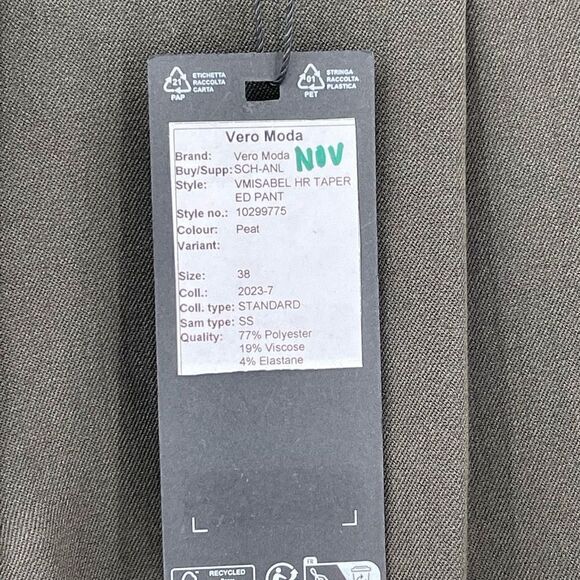 21
PAP
ETICHETTA
RACCOLTA
CARTA
01
PET
STRINGA
RACCOLTA
PLASTICA
Vero Moda
Brand: Vero Moda NOV
Buy/Supp: SCH-ANL
Style: VMISABEL HR TAPER
ED PANT
Style no.: 10299775
Colour: Peat
Variant:
Size: 38
Coll.: 2023-7
Coll. type: STANDARD
Sam type: SS
Quality: 77% Polyester
19% Viscose
4% Elastane
RECYCLED
FR